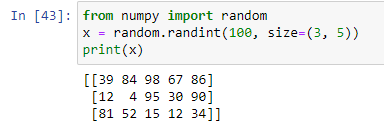 In [43]: from numpy import random
x = random.randint(100, size=(3, 5))
print(x)
[[39 84 98 67 86]
 [12  4 95 30 90]
 [81 52 15 12 34]]